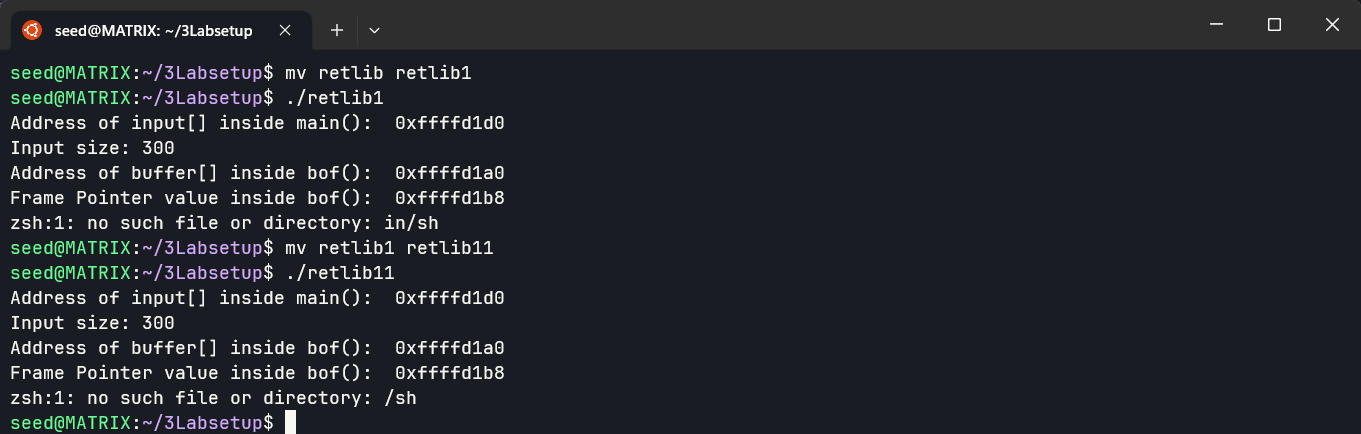 seed@MATRIX: ~/3Labsetup
seed@MATRIX:~/3Labsetup$ mv retlib retlib1
seed@MATRIX:~/3Labsetup$ ./retlib1
Address of input[] inside main():  0xffffd1d0
Input size: 300
Address of buffer[] inside bof():  0xffffd1a0
Frame Pointer value inside bof():  0xffffd1b8
zsh:1: no such file or directory: in/sh
seed@MATRIX:~/3Labsetup$ mv retlib1 retlib11
seed@MATRIX:~/3Labsetup$ ./retlib11
Address of input[] inside main():  0xffffd1d0
Input size: 300
Address of buffer[] inside bof():  0xffffd1a0
Frame Pointer value inside bof():  0xffffd1b8
zsh:1: no such file or directory: /sh
seed@MATRIX:~/3Labsetup$